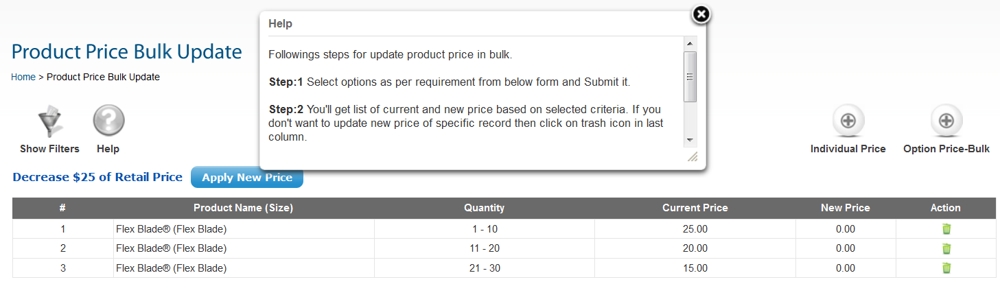 Help
Followings steps for update product price in bulk.
Step:1 Select options as per requirement from below form and Submit it.
Step:2 You'll get list of current and new price based on selected criteria. If you
don't want to update new price of specific record then click on trash icon in last
column.
Product Price Bulk Update
Home > Product Price Bulk Update
Show Filters Help Individual Price Option Price-Bulk
Decrease $25 of Retail Price Apply New Price
# Product Name (Size) Quantity Current Price New Price Action
1 Flex Blade® (Flex Blade) 1 - 10 25.00 0.00
2 Flex Blade® (Flex Blade) 11 - 20 20.00 0.00
3 Flex Blade® (Flex Blade) 21 - 30 15.00 0.00